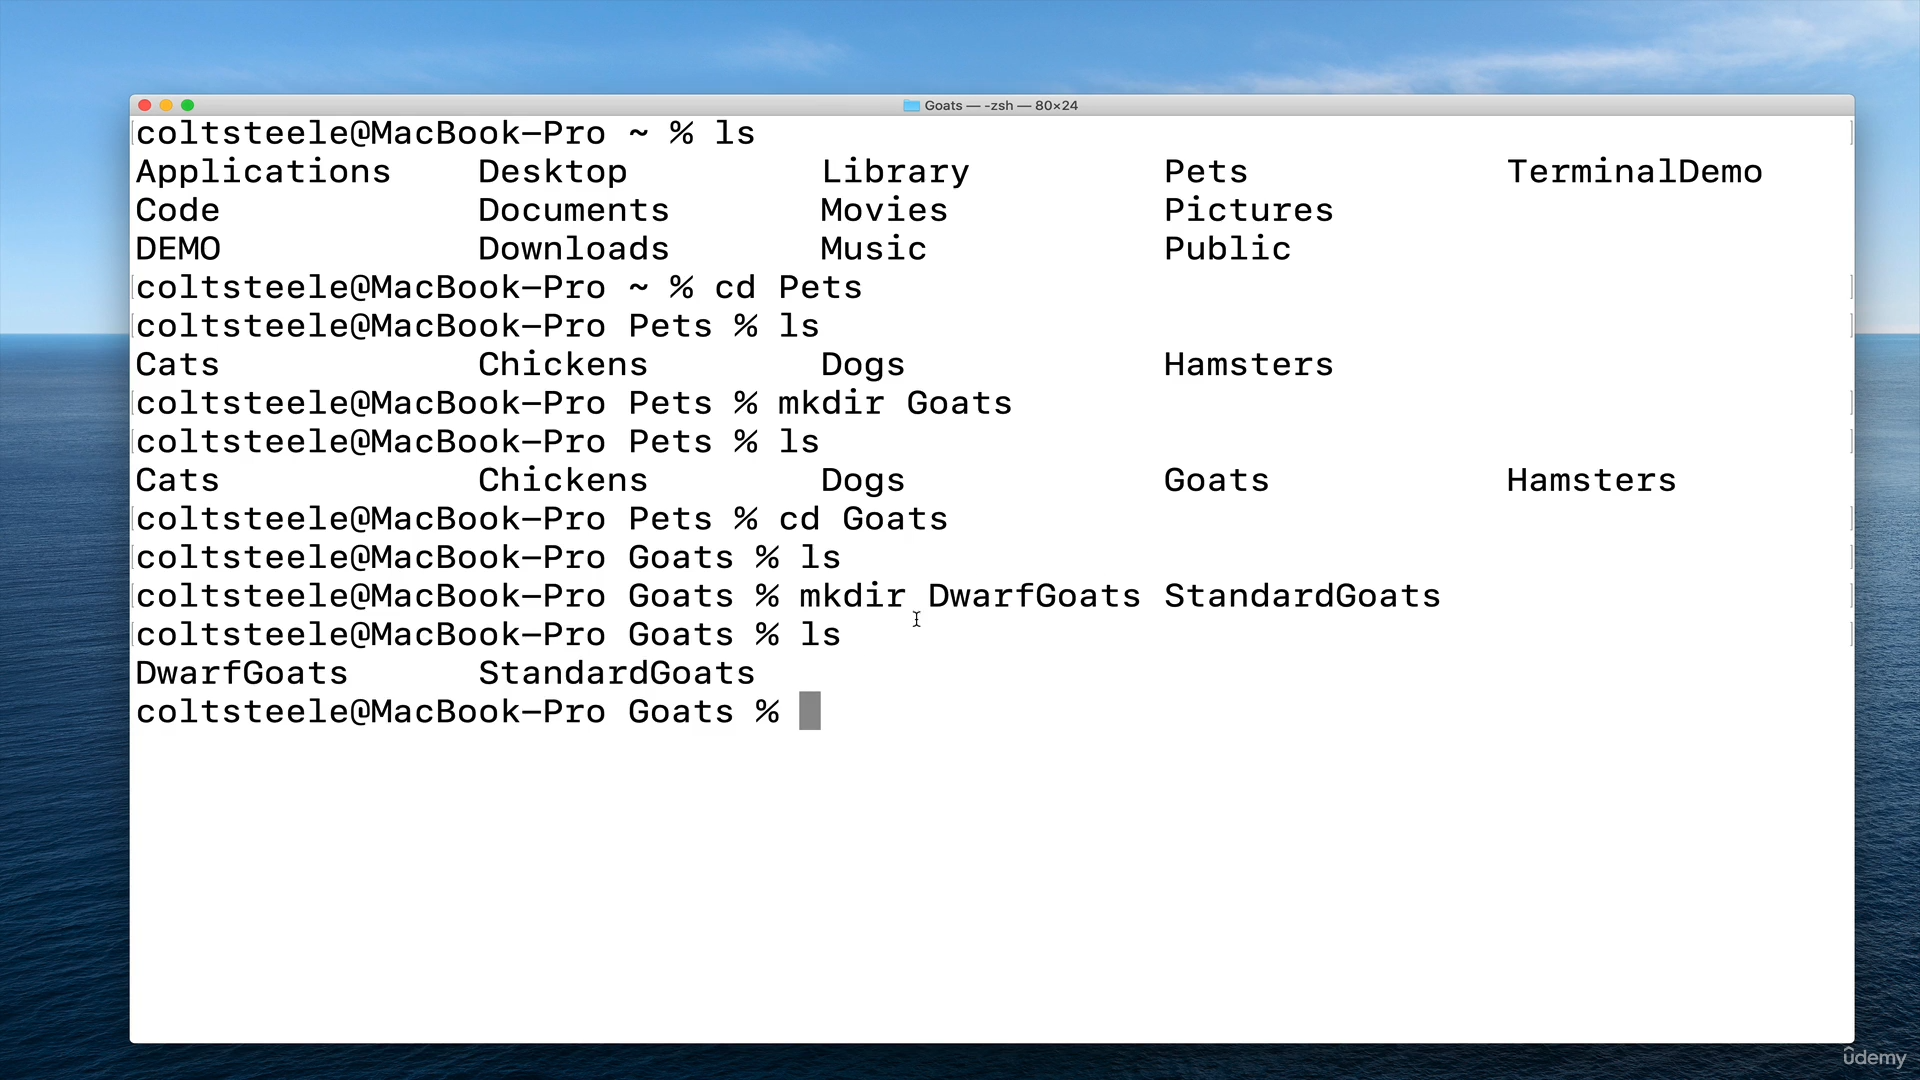 Goats — -zsh — 80×24
coltsteele@MacBook-Pro ~ % ls
Applications Desktop Library Pets TerminalDemo
Code Documents Movies Pictures
DEMO Downloads Music Public
coltsteele@MacBook-Pro ~ % cd Pets
coltsteele@MacBook-Pro Pets % ls
Cats Chickens Dogs Hamsters
coltsteele@MacBook-Pro Pets % mkdir Goats
coltsteele@MacBook-Pro Pets % ls
Cats Chickens Dogs Goats Hamsters
coltsteele@MacBook-Pro Pets % cd Goats
coltsteele@MacBook-Pro Goats % ls
coltsteele@MacBook-Pro Goats % mkdir DwarfGoats StandardGoats
coltsteele@MacBook-Pro Goats % ls
DwarfGoats StandardGoats
coltsteele@MacBook-Pro Goats %
ûdemy